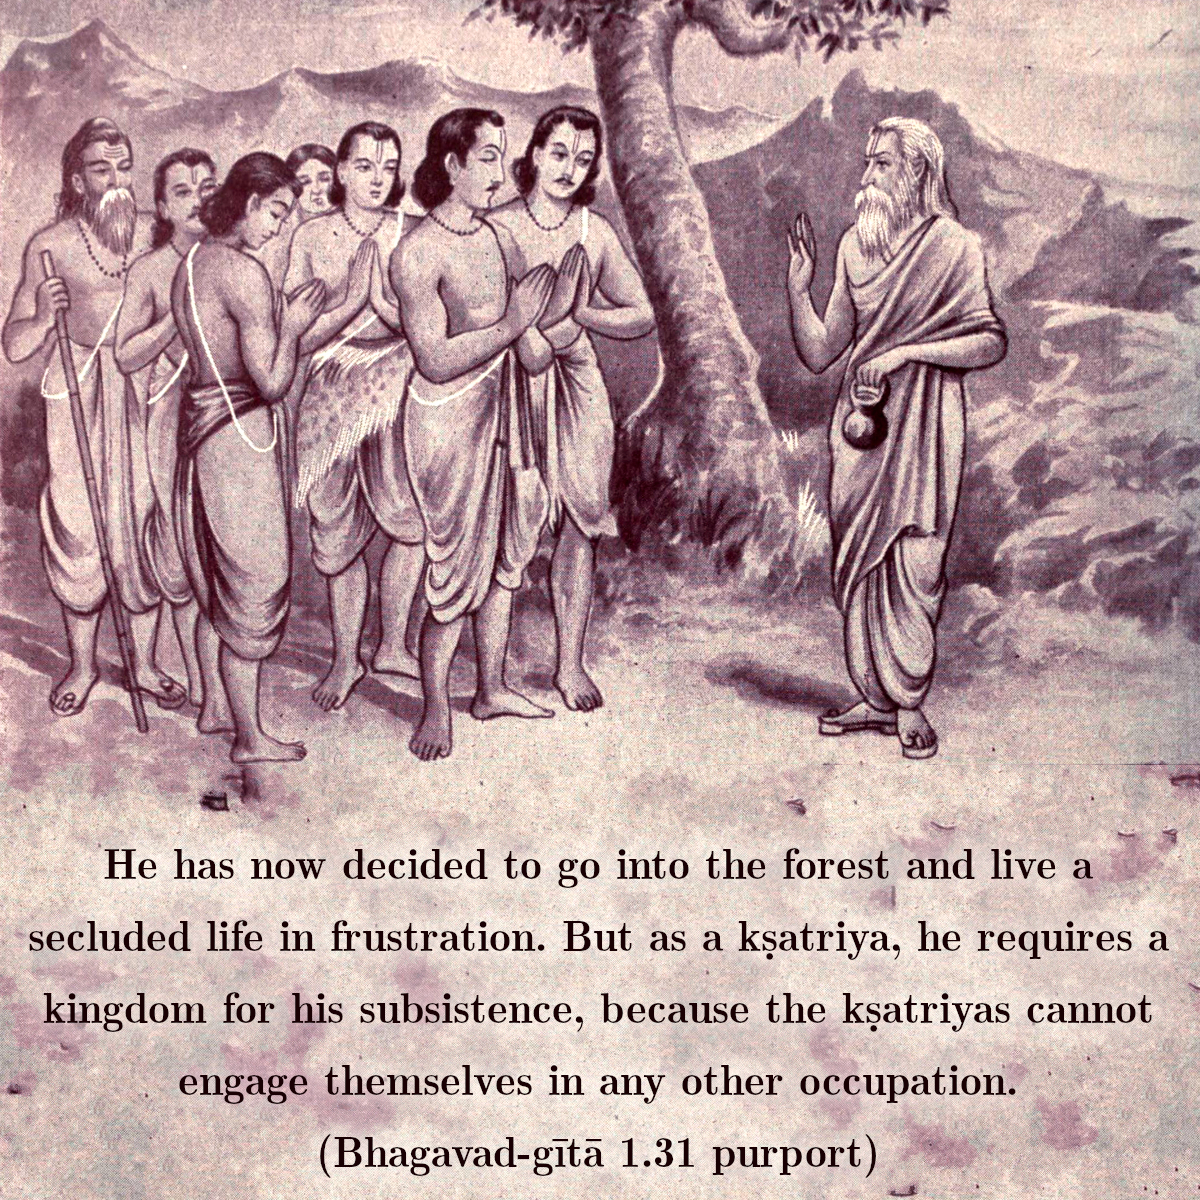 He has now decided to go into the forest and live a
secluded life in frustration. But as a kṣatriya, he requires a
kingdom for his subsistence, because the kṣatriyas cannot
engage themselves in any other occupation.
(Bhagavad-gītā 1.31 purport)